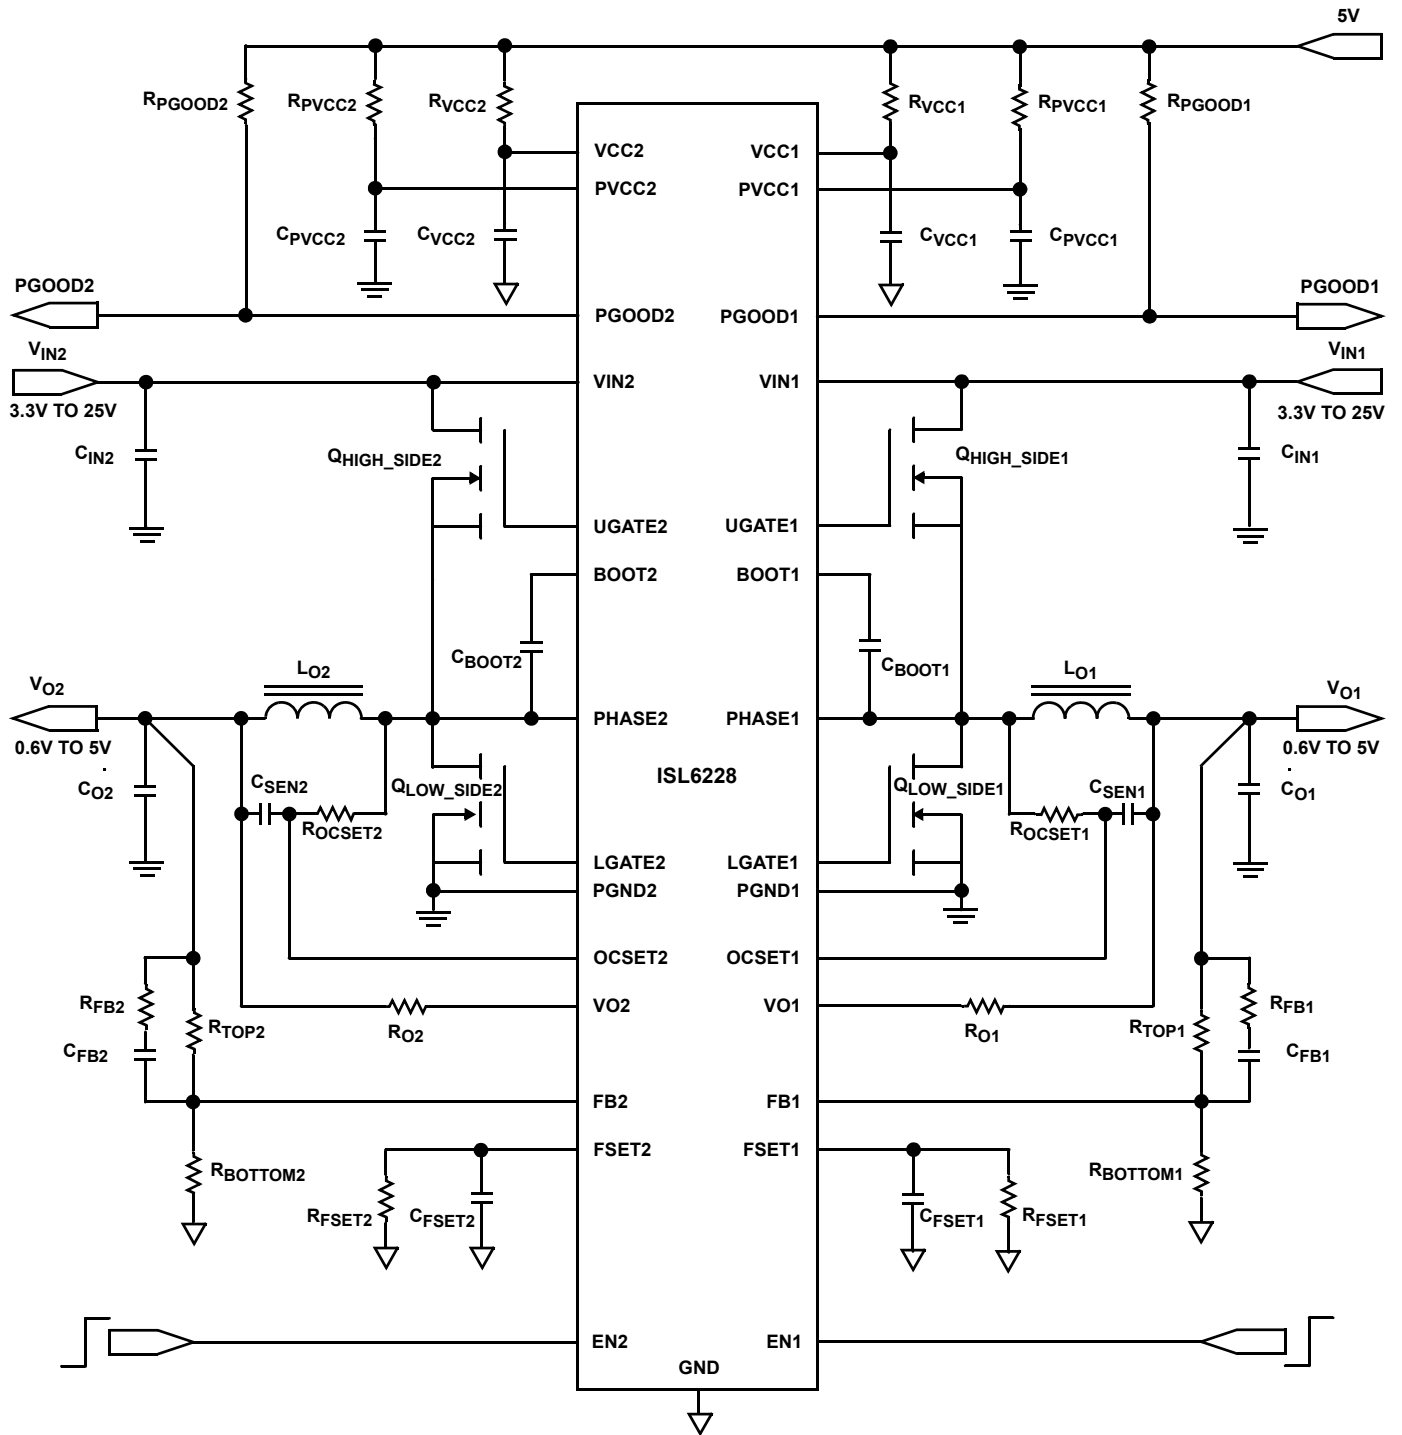 5V
RPGOOD2
RPVCC2
RVCC2
RVCC1
RPVCC1
RPGOOD1
VCC2
VCC1
PVCC2
PVCC1
CPVCC2
CVCC2
CVCC1
CPVCC1
PGOOD2
PGOOD1
PGOOD2
PGOOD1
VIN2
VIN1
VIN2
VIN1
3.3V TO 25V
3.3V TO 25V
CIN2
QHIGH_SIDE2
QHIGH_SIDE1
CIN1
UGATE2
UGATE1
BOOT2
BOOT1
CBOOT2
CBOOT1
VO2
LO2
LO1
VO1
PHASE2
PHASE1
0.6V TO 5V
0.6V TO 5V
ISL6228
CO2
CSEN2
QLOW_SIDE2
QLOW_SIDE1
CSEN1
CO1
ROCSET2
ROCSET1
LGATE2
LGATE1
PGND2
PGND1
OCSET2
OCSET1
RFB2
VO2
VO1
RFB1
RTOP2
RO2
RO1
RTOP1
CFB2
CFB1
FB2
FB1
FSET2
FSET1
RBOTTOM2
RBOTTOM1
RFSET2
CFSET2
CFSET1
RFSET1
EN2
EN1
GND